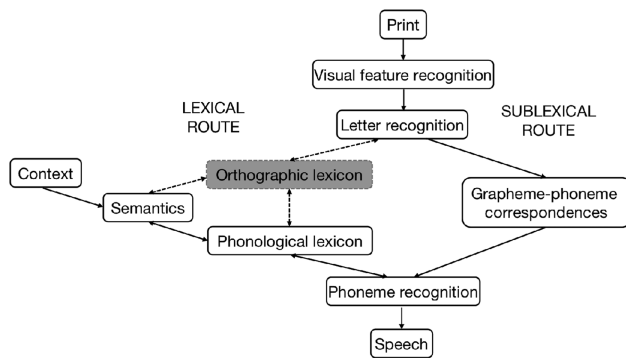 Print
Visual feature recognition
LEXICAL
ROUTE
SUBLEXICAL
ROUTE
Letter recognition
Context
Orthographic lexicon
Semantics
Grapheme-phoneme
correspondences
Phonological lexicon
Phoneme recognition
Speech